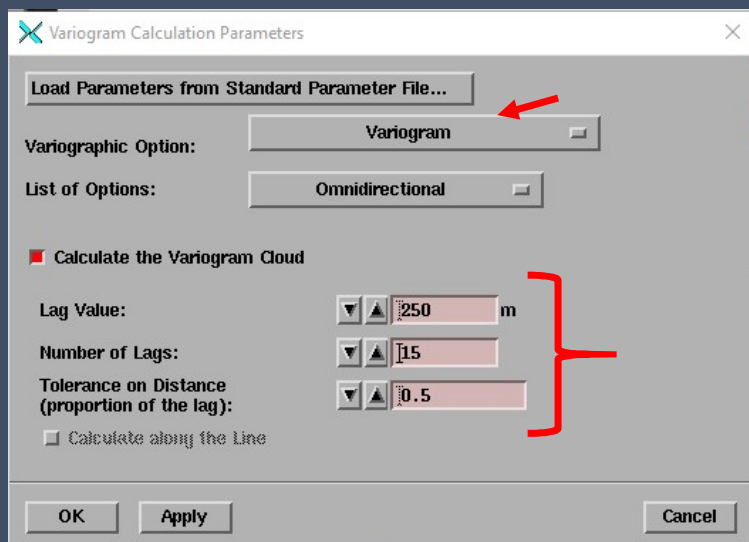 Variogram Calculation Parameters
Load Parameters from Standard Parameter File...
Variographic Option: Variogram
List of Options: Omnidirectional
Calculate the Variogram Cloud
Lag Value: 250 m
Number of Lags: 15
Tolerance on Distance
(proportion of the lag): 0.5
Calculate along the Line
OK Apply Cancel